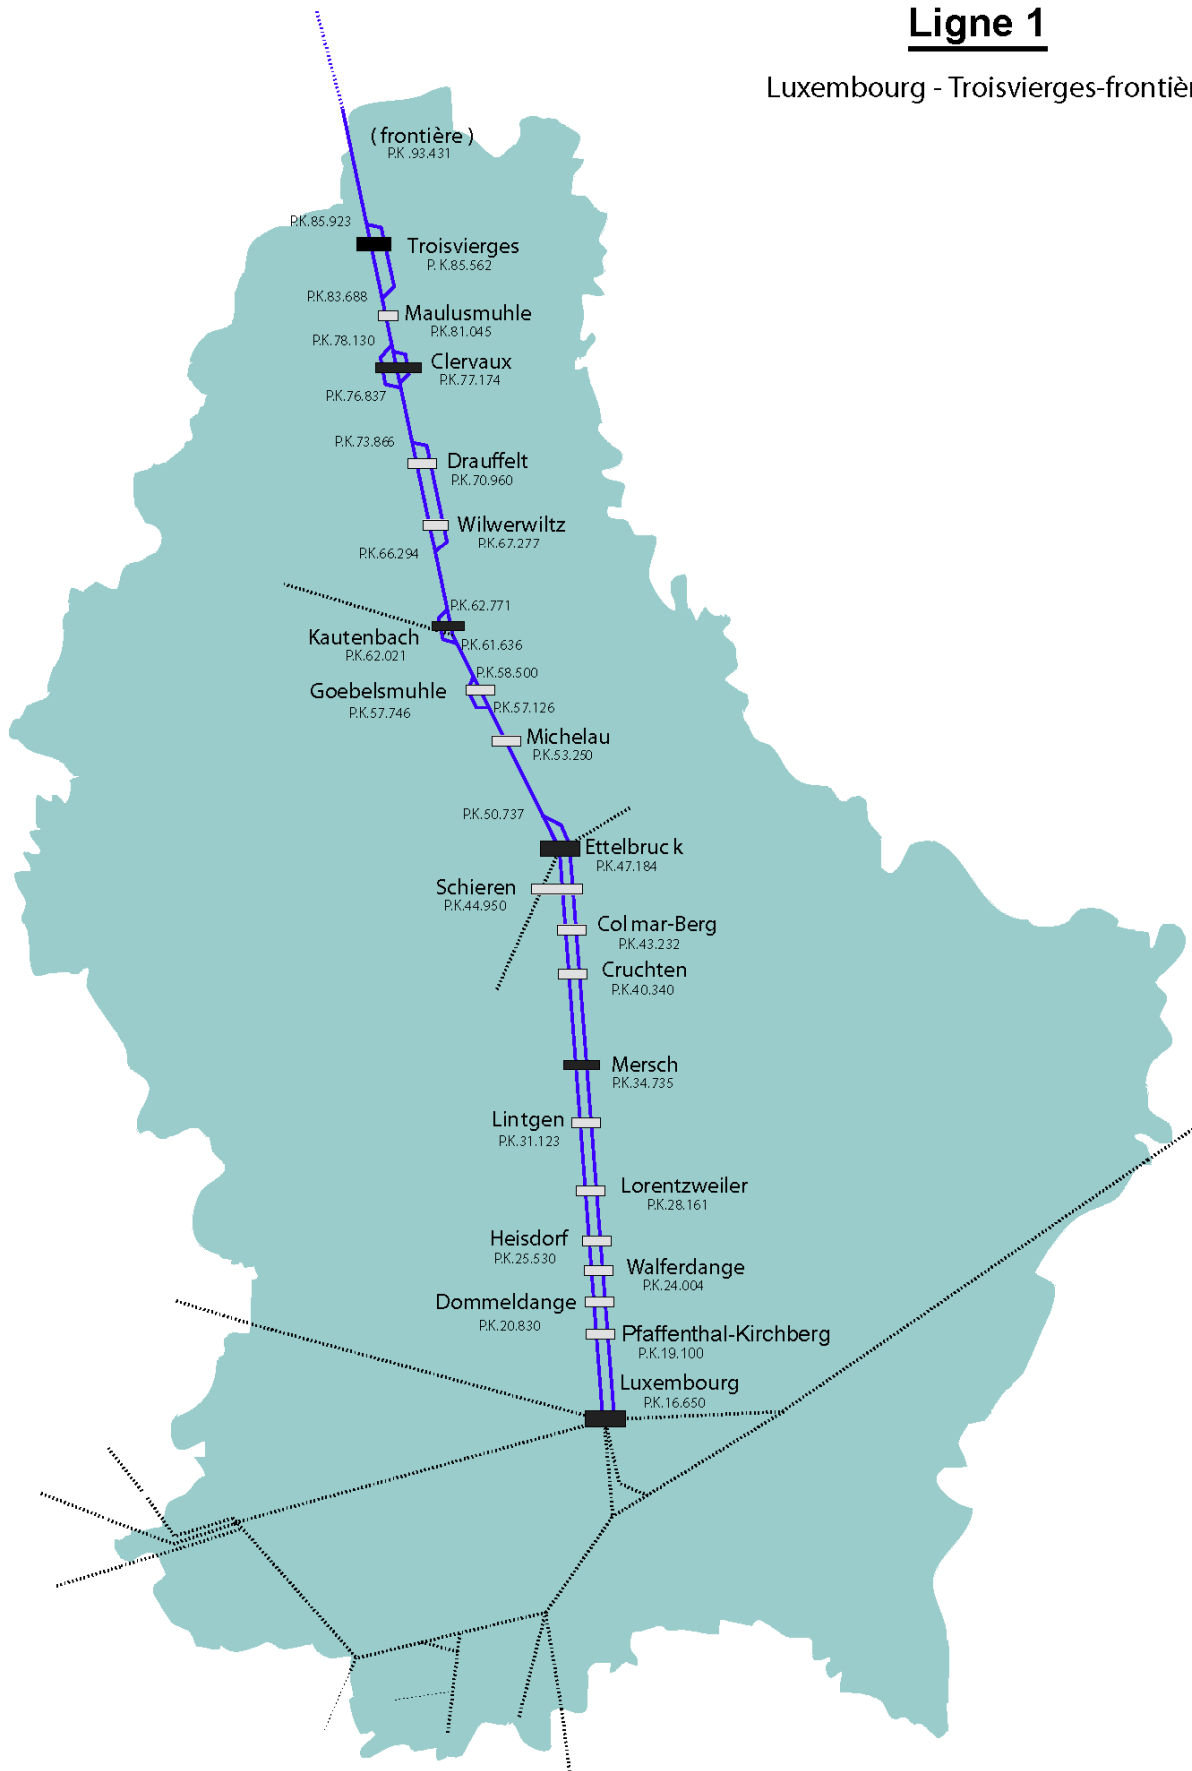 Ligne 1
Luxembourg - Troisvierges-frontièr
(frontière)
P.K .93.431
P.K.85.923
Troisvierges
P. K.85.562
P.K.83.688
Maulusmuhle
P.K.81.045
P.K.78.130
Clervaux
P.K.77.174
P.K.76.837
P.K.73.866
Drauffelt
P.K.70.960
Wilwerwiltz
P.K.67.277
P.K.66.294
P.K.62.771
Kautenbach
P.K.61.636
P.K.62.021
P.K.58.500
Goebelsmuhle
P.K.57.746
P.K.57.126
Michelau
P.K.53.250
P.K.50.737
Ettelbruck
P.K.47.184
Schieren
P.K.44.950
Colmar-Berg
P.K.43.232
Cruchten
P.K.40.340
Mersch
P.K.34.735
Lintgen
P.K.31.123
Lorentzweiler
P.K.28.161
Heisdorf
P.K.25.530
Walferdange
P.K.24.004
Dommeldange
P.K.20.830
Pfaffenthal-Kirchberg
P.K.19.100
Luxembourg
P.K.16.650